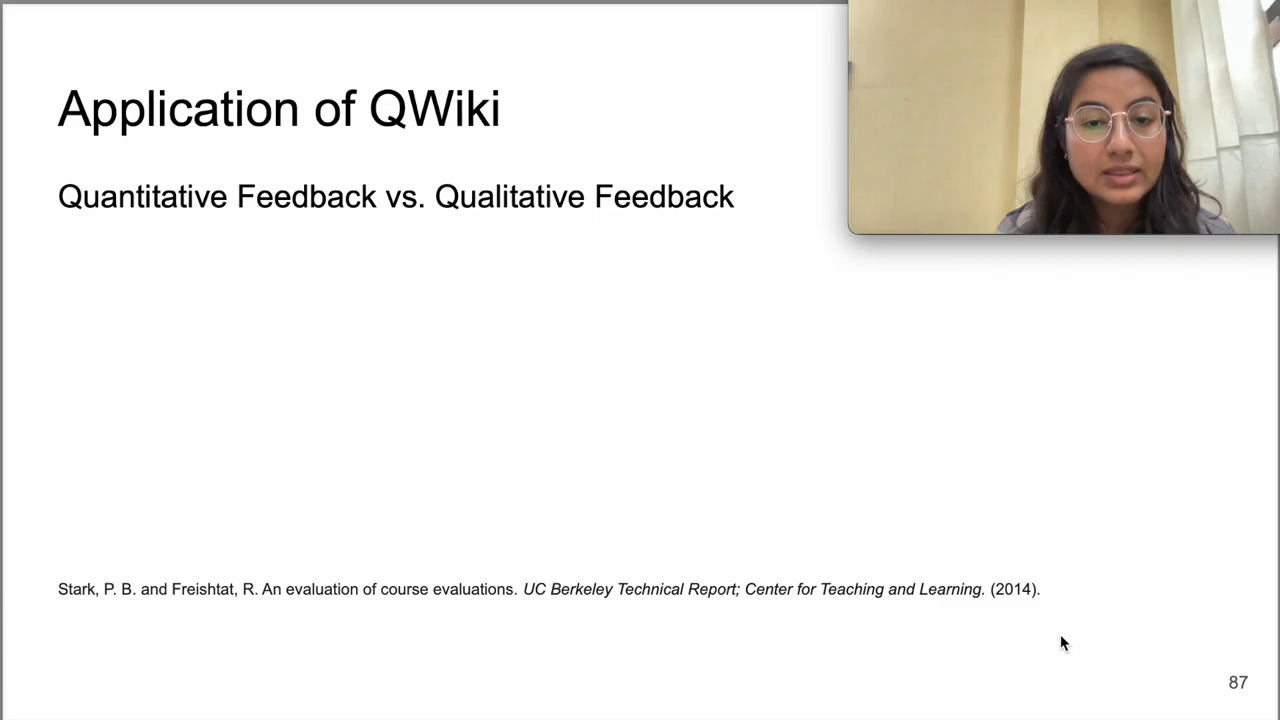 Application of QWiki
Quantitative Feedback vs. Qualitative Feedback
Stark, P. B. and Freishtat, R. An evaluation of course evaluations. UC Berkeley Technical Report; Center for Teaching and Learning. (2014).
87